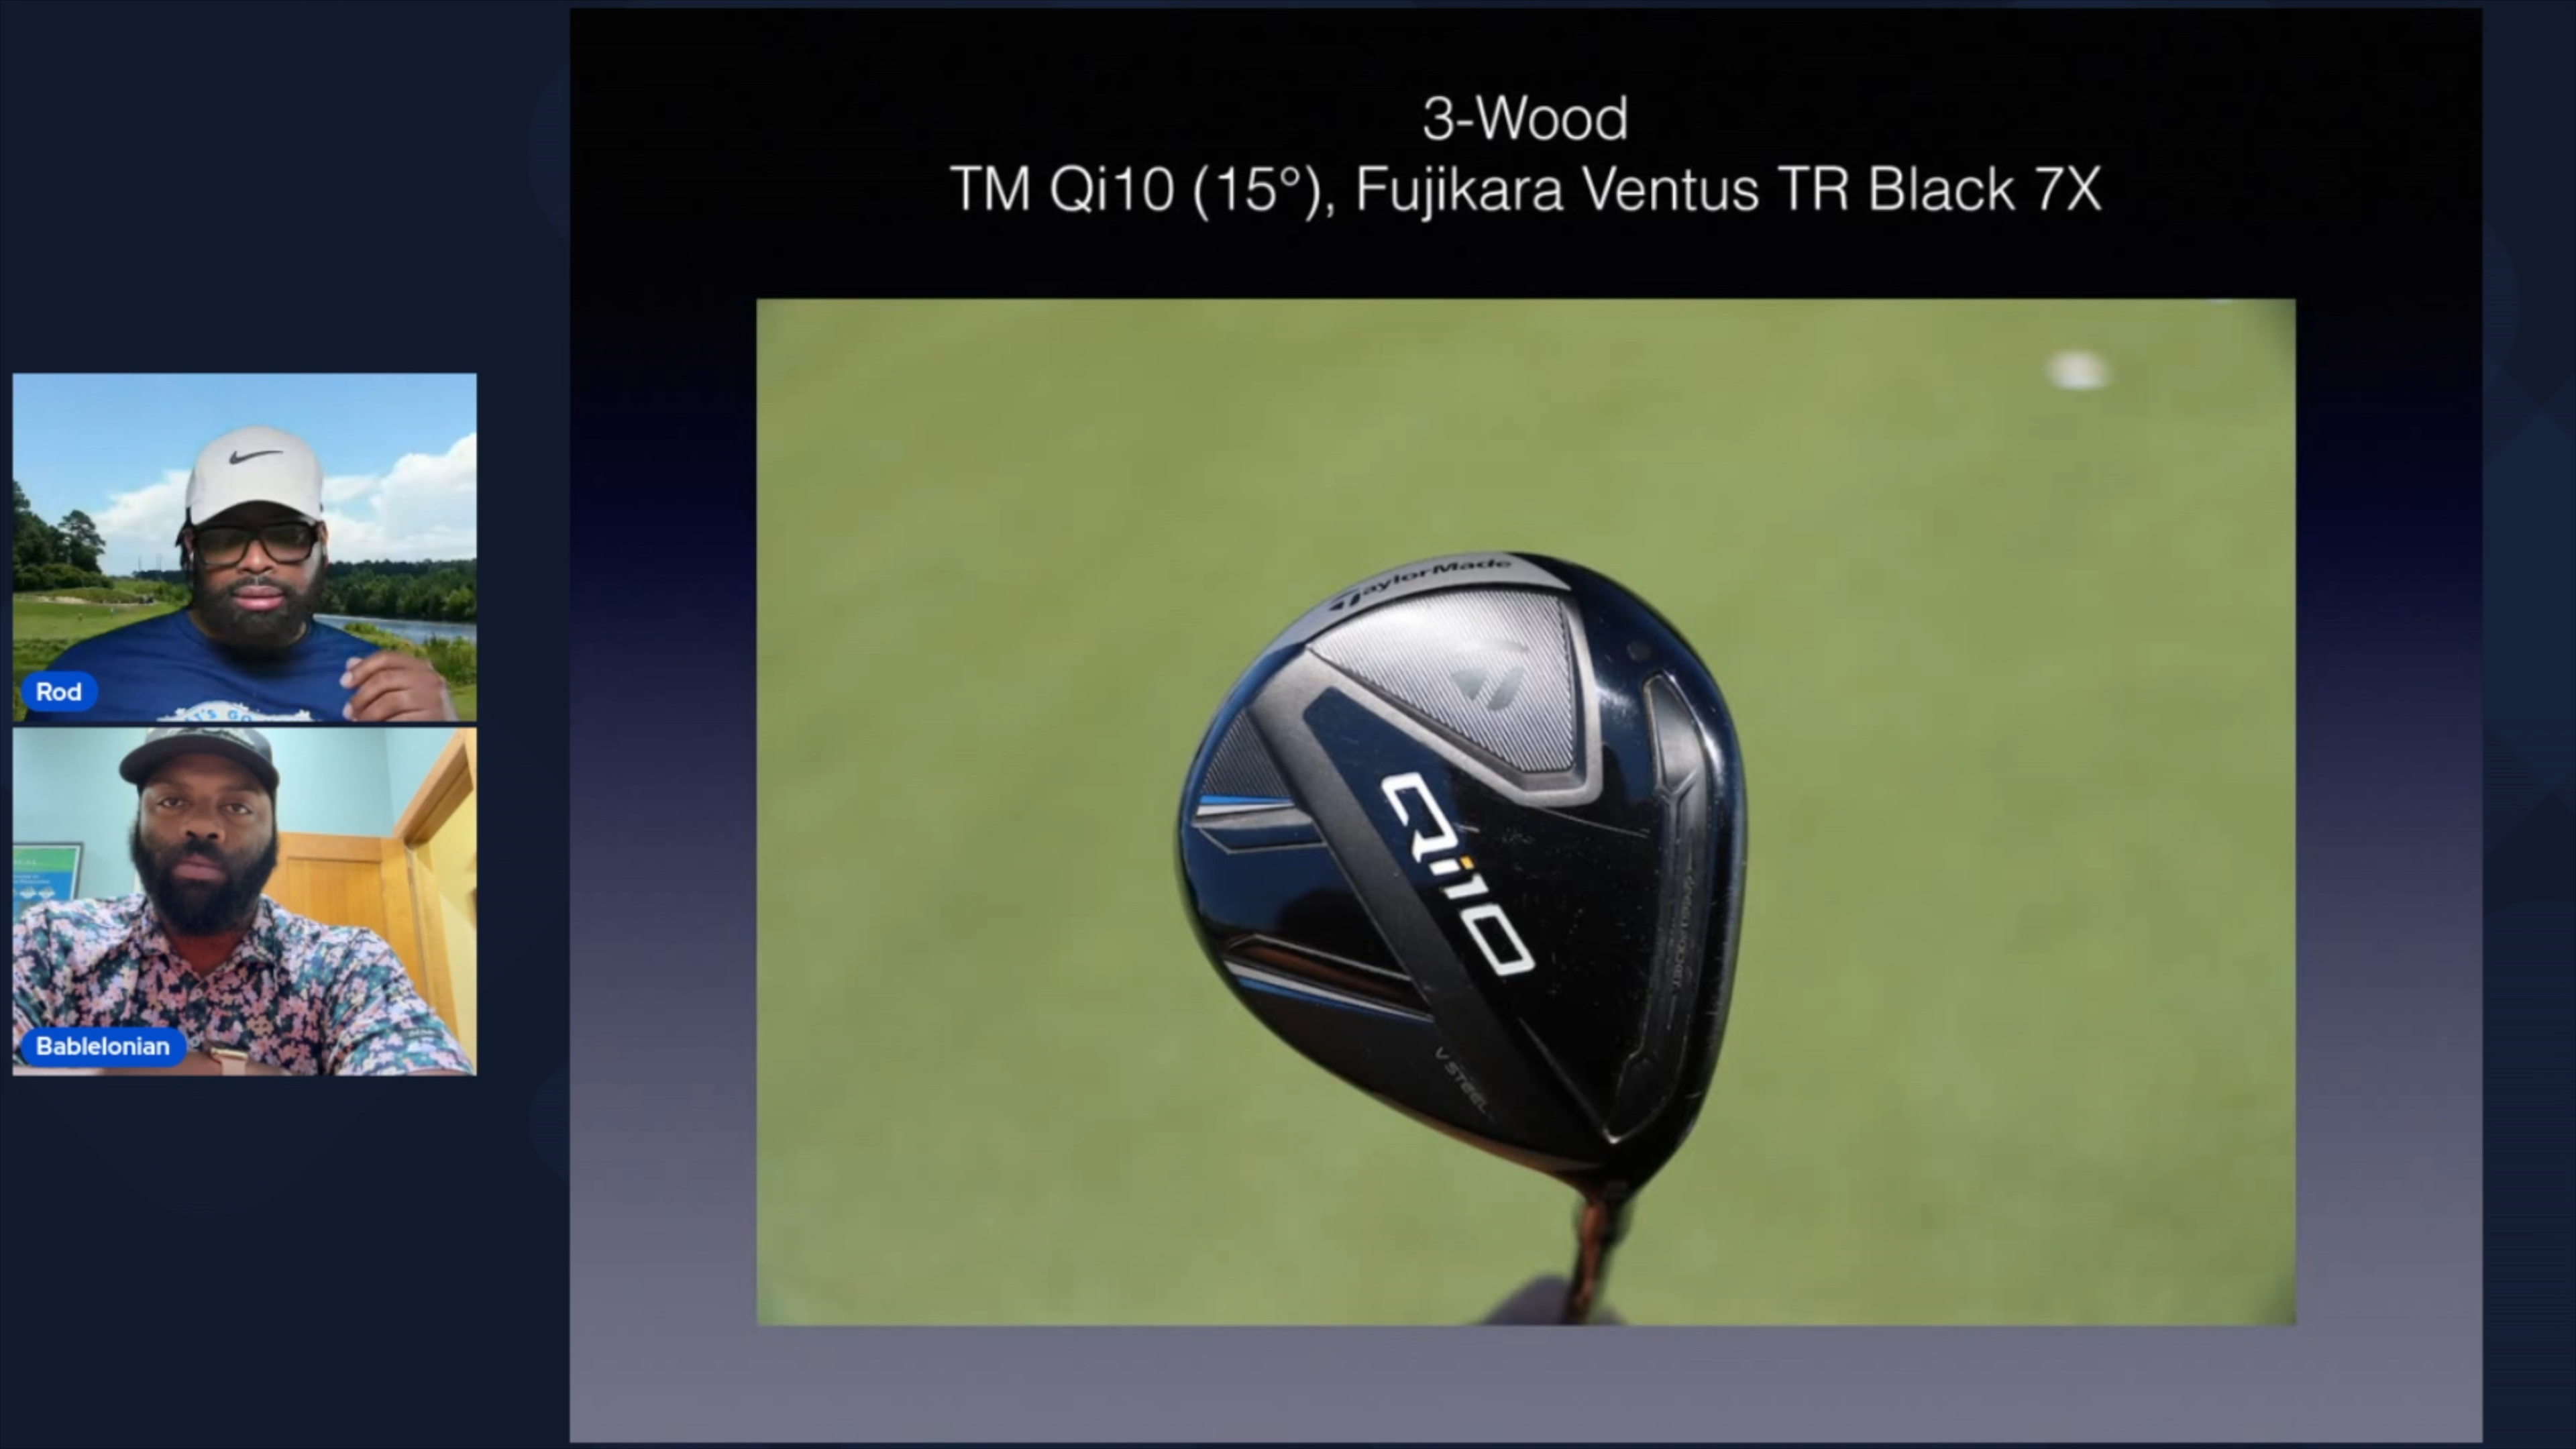 3-Wood
TM Qi10 (15°), Fujikara Ventus TR Black 7X
TaylorMade
Qi10
V STEEL
Rod
Bablelonian